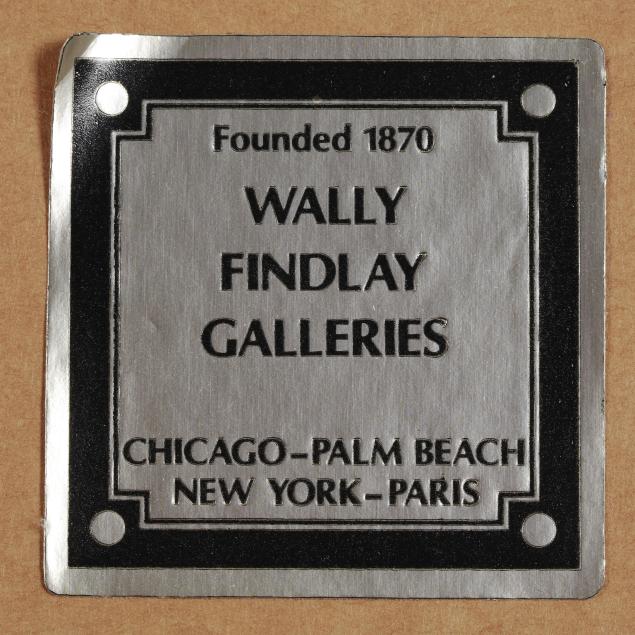 Founded 1870
WALLY
FINDLAY
GALLERIES
CHICAGO–PALM BEACH
NEW YORK–PARIS